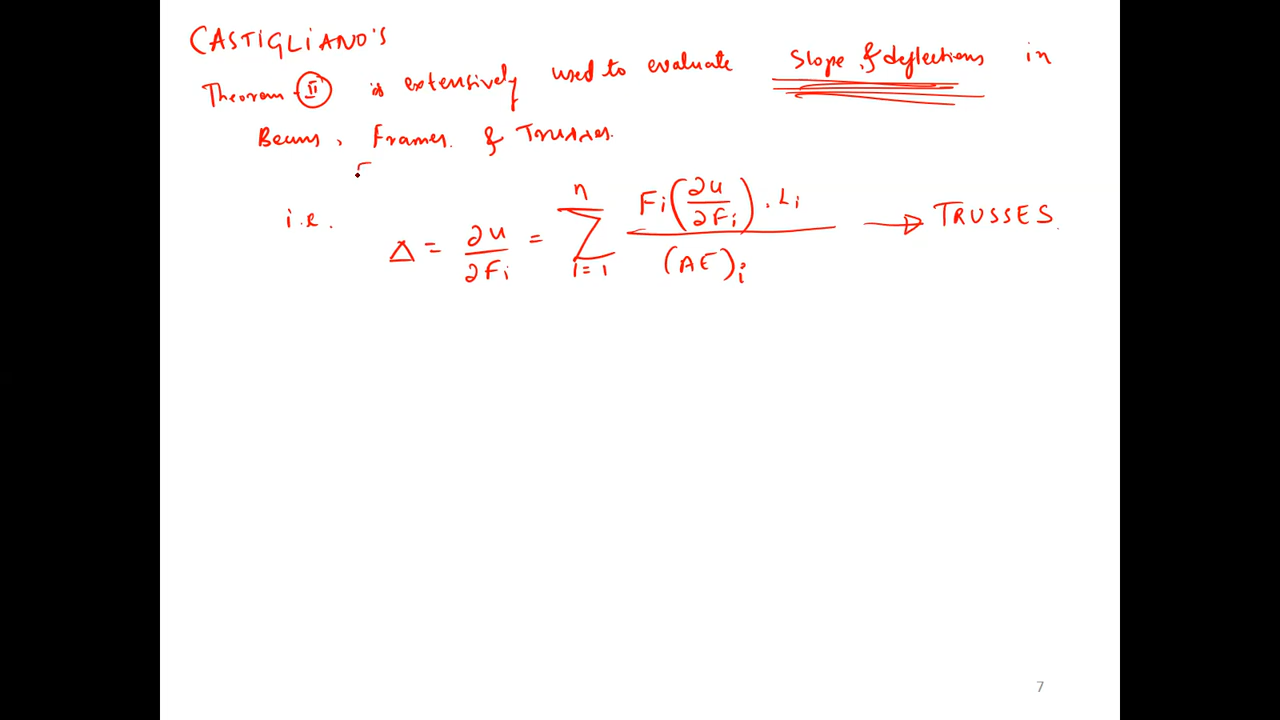 CASTIGLIANO'S
Theorem - II is extensively used to evaluate Slope & deflections in
Beams, Frames & Trusses.
i.e. Δ = ∂u/∂Fi = Σ_{i=1}^{n} Fi(∂u/∂Fi) . Li / (AE)i → TRUSSES.
7